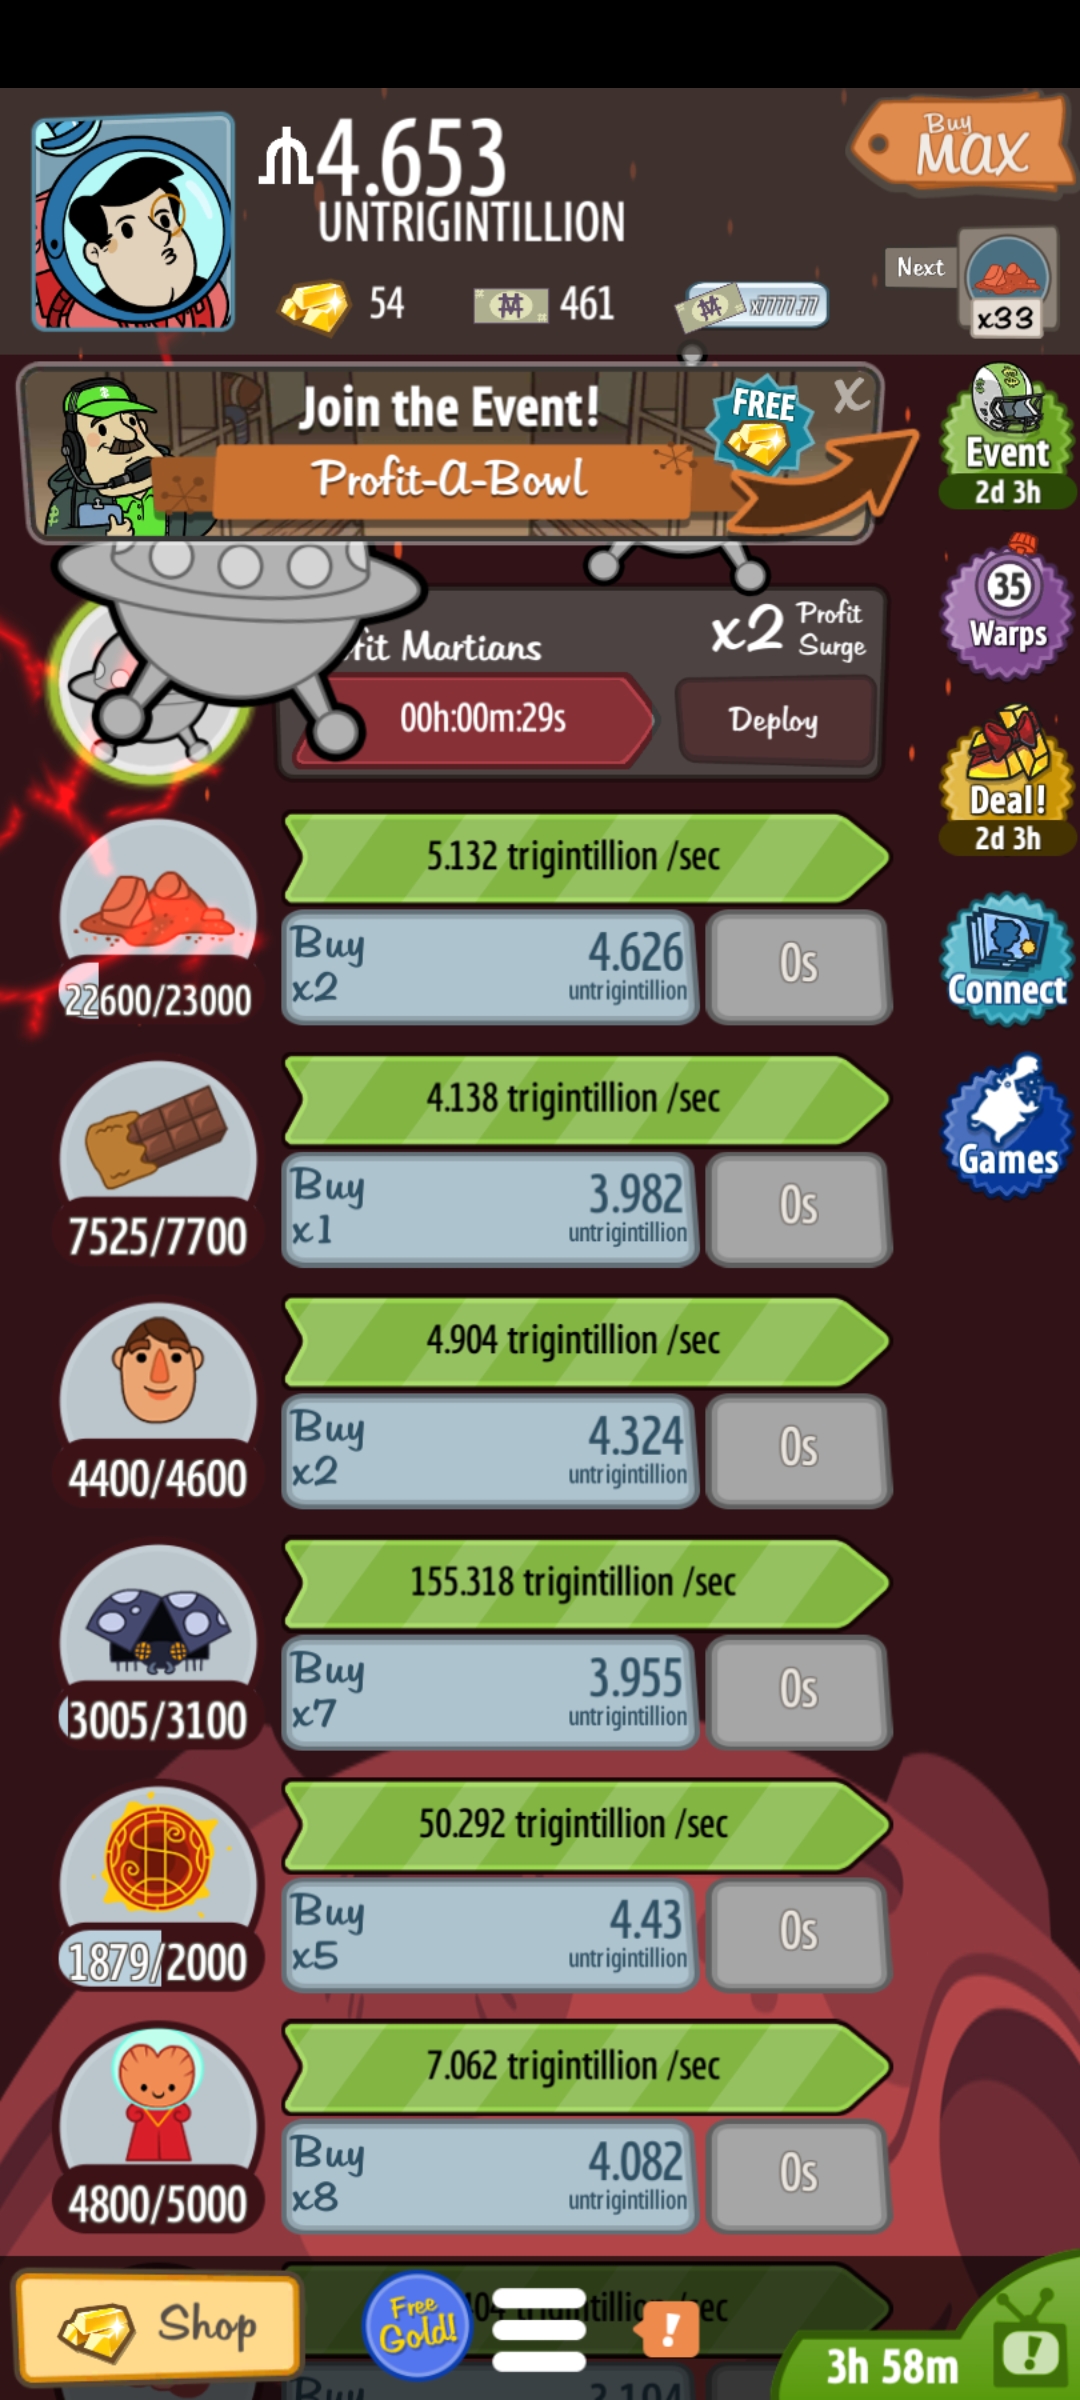 4.653
UNTRIGINTILLION
Buy
MAX
54
461
x7777.77
Next
x33
Join the Event!
Profit-A-Bowl
FREE
X
Event
2d 3h
35
Warps
fit Martians
x2 Profit
Surge
00h:00m:29s
Deploy
Deal!
2d 3h
5.132 trigintillion /sec
Buy
x2
4.626
untrigintillion
0s
22600/23000
Connect
4.138 trigintillion /sec
Buy
x1
3.982
untrigintillion
0s
7525/7700
Games
4.904 trigintillion /sec
Buy
x2
4.324
untrigintillion
0s
4400/4600
155.318 trigintillion /sec
Buy
x7
3.955
untrigintillion
0s
3005/3100
50.292 trigintillion /sec
Buy
x5
4.43
untrigintillion
0s
1879/2000
7.062 trigintillion /sec
Buy
x8
4.082
untrigintillion
0s
4800/5000
Shop
Free
Gold!
!
3h 58m
!
Buy